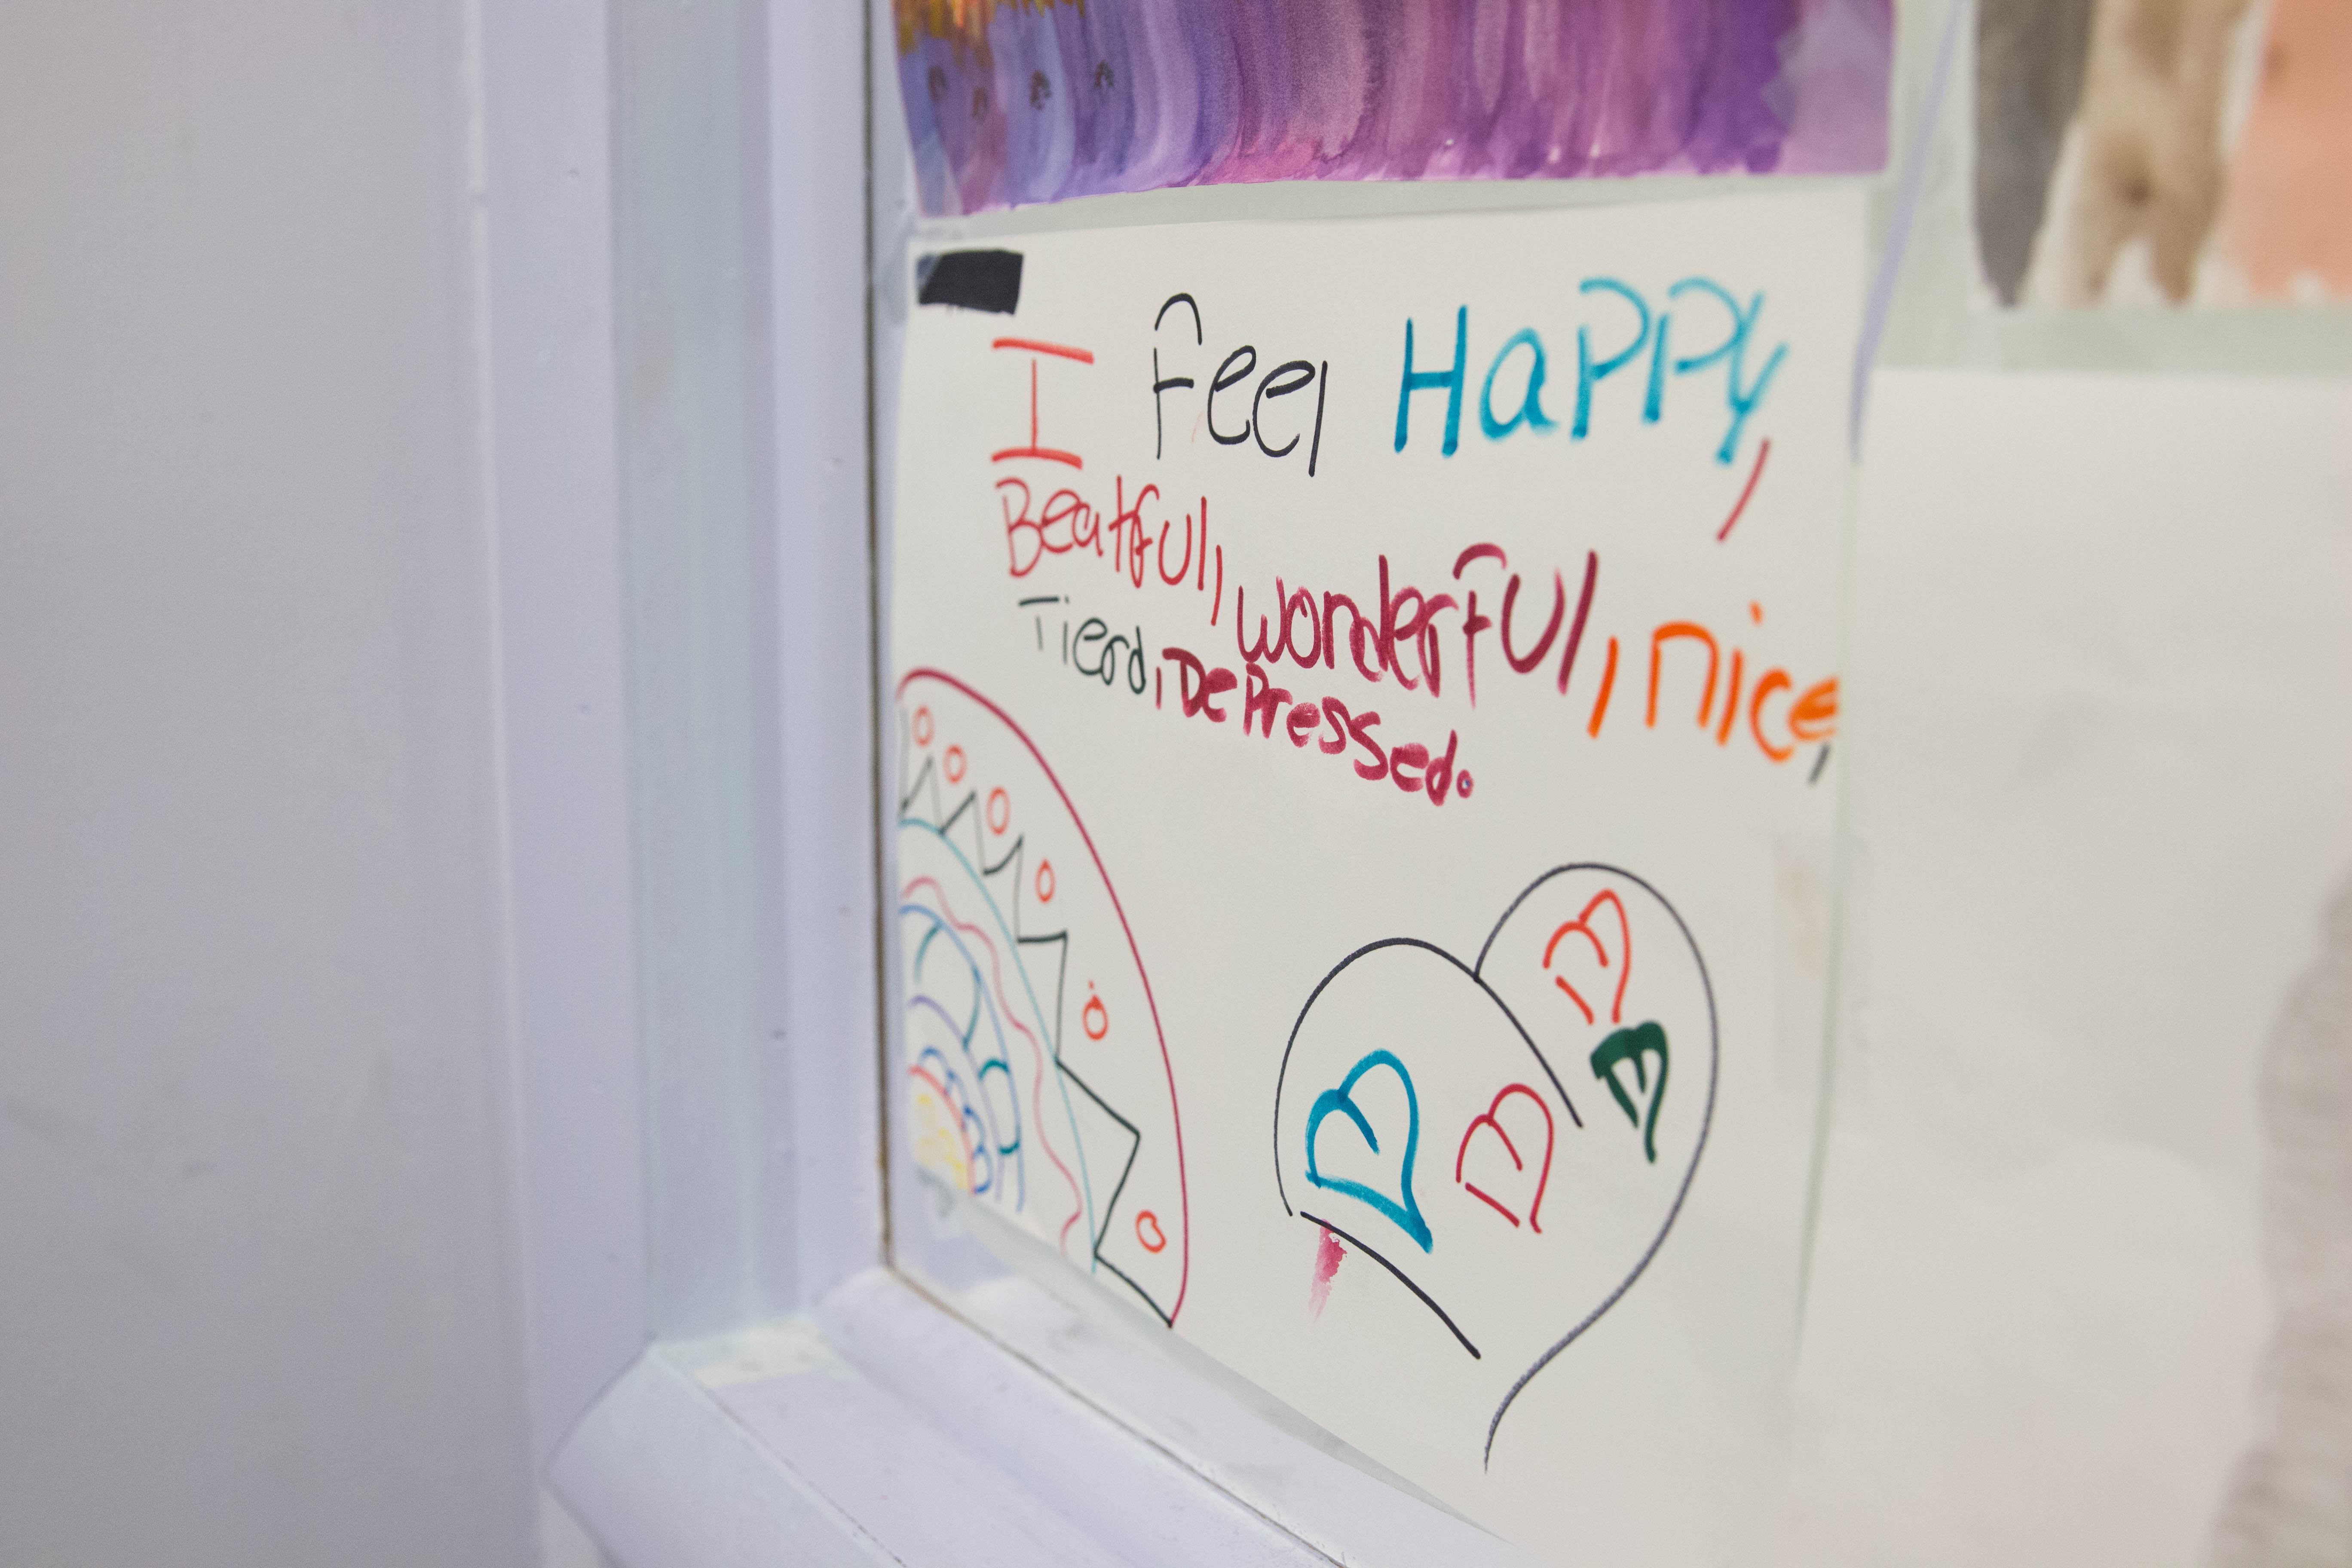 I feel HaPPy,
Beatful, wonderful, nice,
Tierd, DePressed.